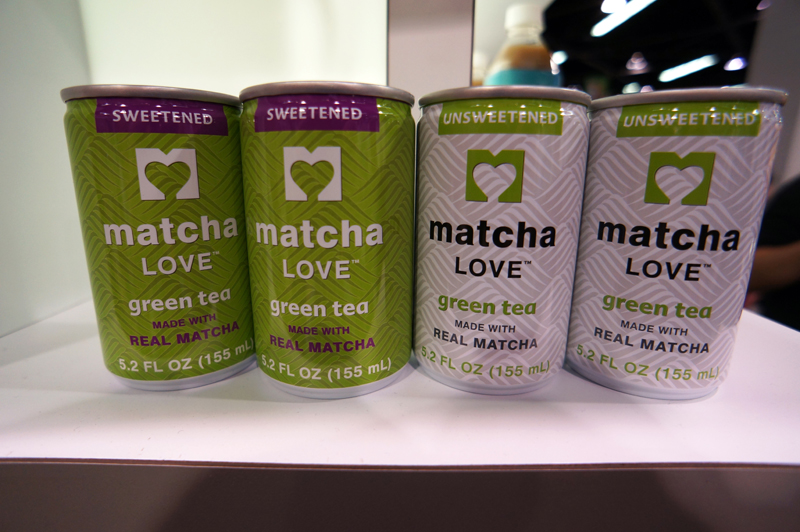 SWEETENED
matcha
LOVE™
green tea
MADE WITH
REAL MATCHA
5.2 FL OZ (155 mL)
SWEETENED
matcha
LOVE™
green tea
MADE WITH
REAL MATCHA
5.2 FL OZ (155 mL)
UNSWEETENED
matcha
LOVE™
green tea
MADE WITH
REAL MATCHA
5.2 FL OZ (155 mL)
UNSWEETENED
matcha
LOVE™
green tea
MADE WITH
REAL MATCHA
5.2 FL OZ (155 mL)